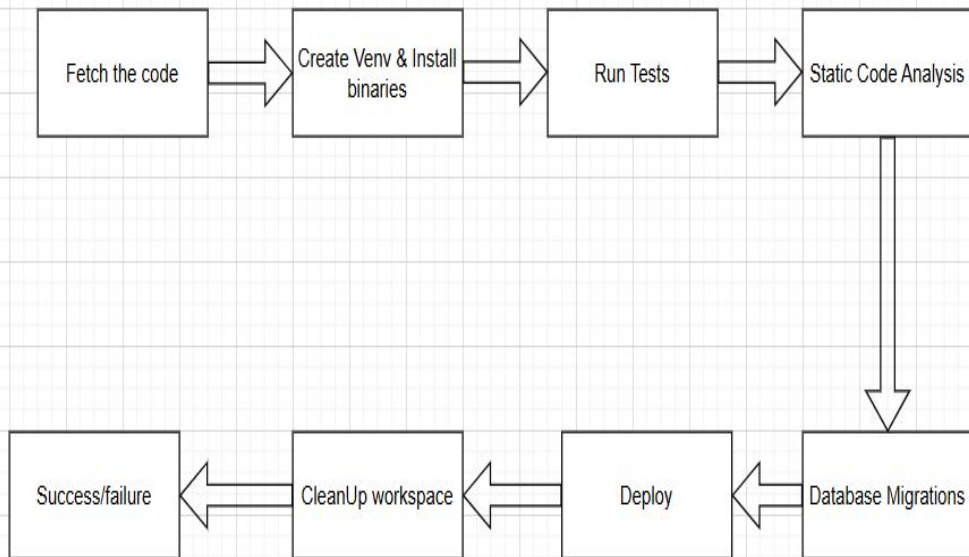 Fetch the code
Create Venv & Install
binaries
Run Tests
Static Code Analysis
Database Migrations
Deploy
CleanUp workspace
Success/failure